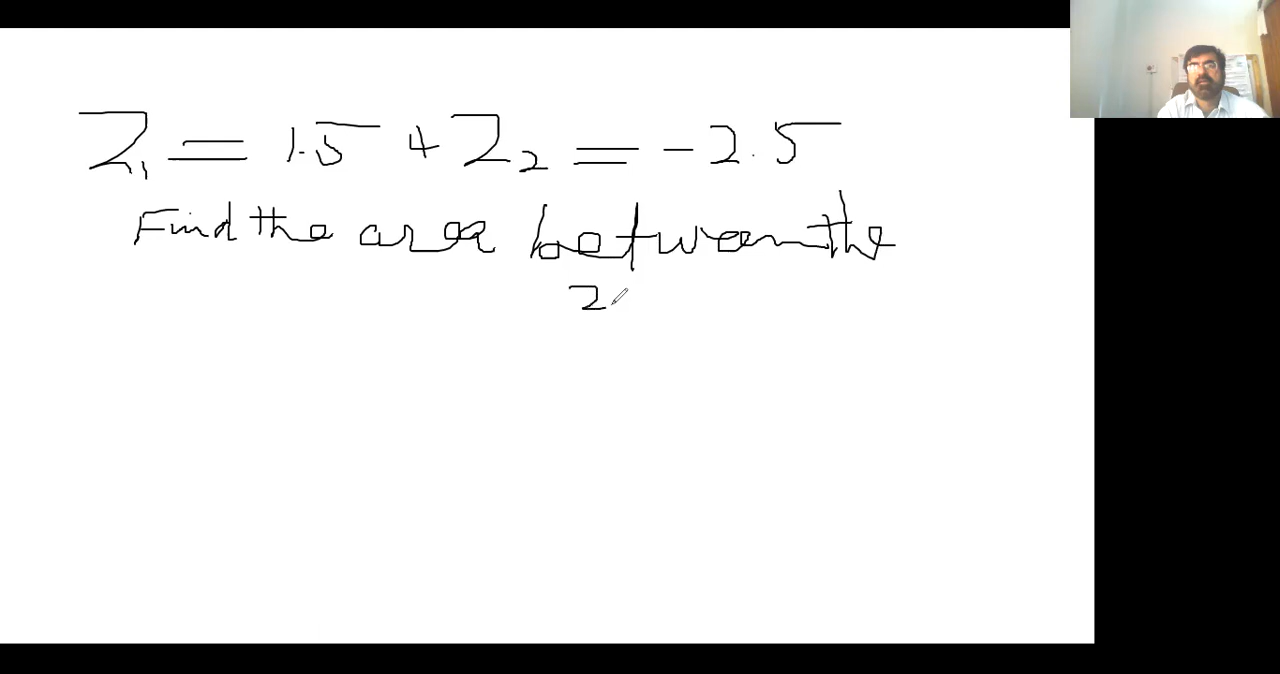 Z₁ = 1.5 & Z₂ = -2.5
Find the area between the
Z